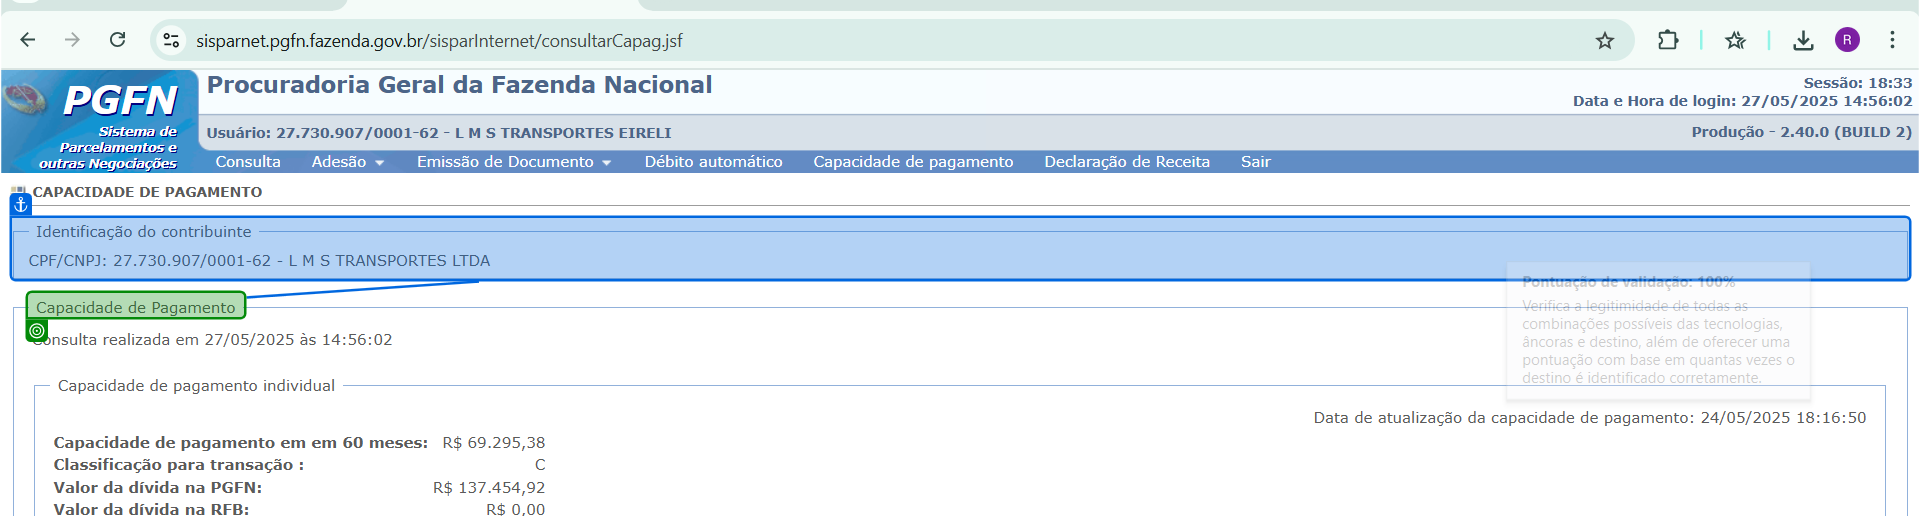 sisparnet.pgfn.fazenda.gov.br/sisparInternet/consultarCapag.jsf
R
PGFN
Sistema de
Parcelamentos e
outras Negociações
Procuradoria Geral da Fazenda Nacional
Sessão: 18:33
Data e Hora de login: 27/05/2025 14:56:02
Usuário: 27.730.907/0001-62 - L M S TRANSPORTES EIRELI
Produção - 2.40.0 (BUILD 2)
Consulta Adesão Emissão de Documento Débito automático Capacidade de pagamento Declaração de Receita Sair
CAPACIDADE DE PAGAMENTO
Identificação do contribuinte
CPF/CNPJ: 27.730.907/0001-62 - L M S TRANSPORTES LTDA
Pontuação de validação: 100%
Verifica a legitimidade de todas as
combinações possíveis das tecnologias,
âncoras e destino, além de oferecer uma
pontuação com base em quantas vezes o
destino é identificado corretamente.
Capacidade de Pagamento
Consulta realizada em 27/05/2025 às 14:56:02
Capacidade de pagamento individual
Data de atualização da capacidade de pagamento: 24/05/2025 18:16:50
Capacidade de pagamento em em 60 meses: R$ 69.295,38
Classificação para transação : C
Valor da dívida na PGFN: R$ 137.454,92
Valor da dívida na RFB: R$ 0,00